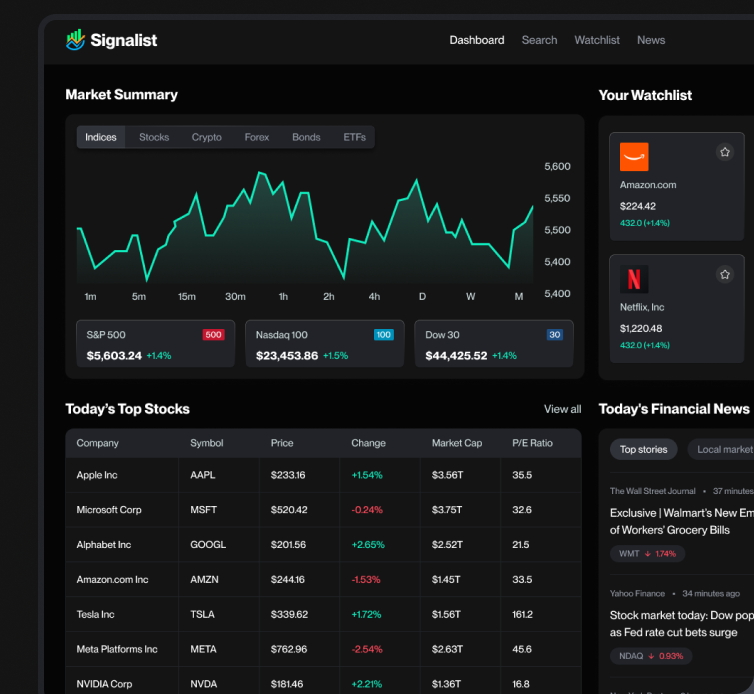 Signalist
Dashboard Search Watchlist News
Market Summary
Indices Stocks Crypto Forex Bonds ETFs
5,600
5,550
5,500
5,400
5,400
1m 5m 15m 30m 1h 2h 4h D W M
S&P 500 500
$5,603.24 +1.4%
Nasdaq 100 100
$23,453.86 +1.5%
Dow 30 30
$44,425.52 +1.4%
Your Watchlist
Amazon.com
$224.42
432.0 (+1.4%)
N
Netflix, Inc
$1,220.48
432.0 (+1.4%)
Today's Top Stocks View all
Company Symbol Price Change Market Cap P/E Ratio
Apple Inc AAPL $233.16 +1.54% $3.56T 35.5
Microsoft Corp MSFT $520.42 -0.24% $3.75T 32.6
Alphabet Inc GOOGL $201.56 +2.65% $2.52T 21.5
Amazon.com Inc AMZN $244.16 -1.53% $1.45T 33.5
Tesla Inc TSLA $339.62 +1.72% $1.56T 161.2
Meta Platforms Inc META $762.96 -2.54% $2.63T 45.6
NVIDIA Corp NVDA $181.46 +2.21% $1.36T 16.8
Today's Financial News
Top stories Local market
The Wall Street Journal • 37 minutes
Exclusive | Walmart's New Em
of Workers' Grocery Bills
WMT ↓ 1.74%
Yahoo Finance • 34 minutes ago
Stock market today: Dow pop
as Fed rate cut bets surge
NDAQ ↓ 0.93%